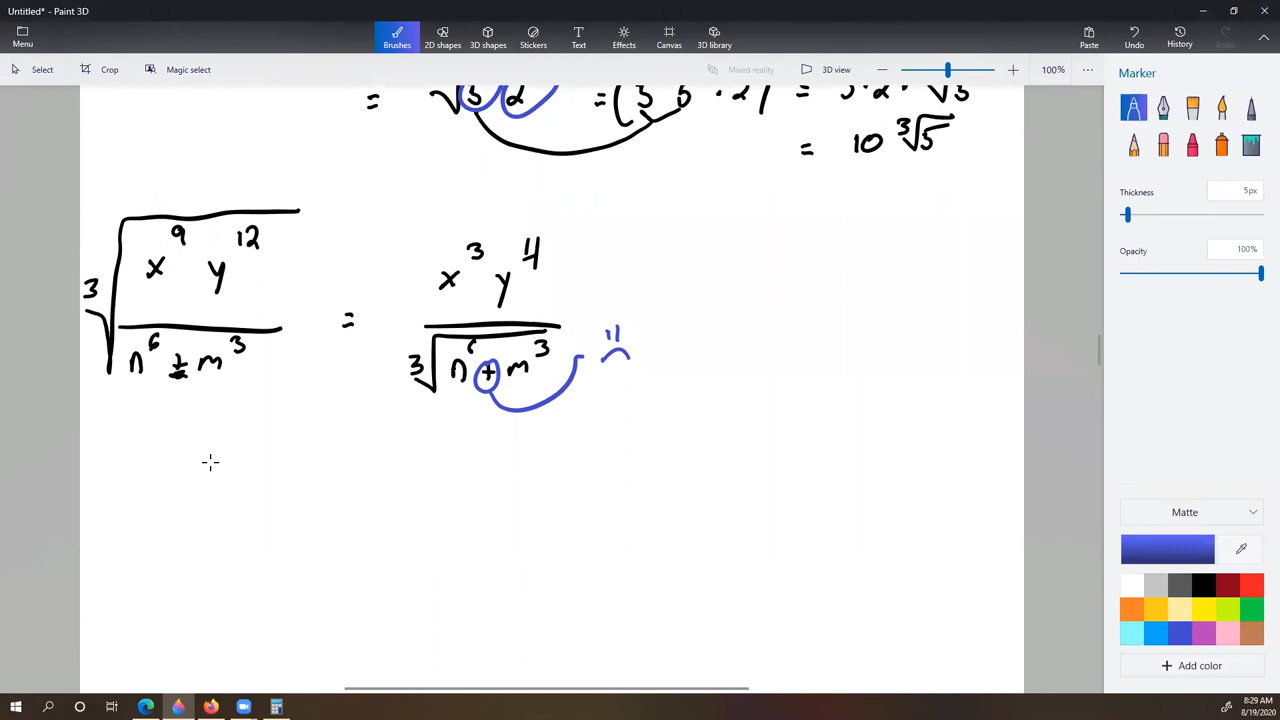 Untitled* - Paint 3D
Menu
Brushes
2D shapes
3D shapes
Stickers
Text
Effects
Canvas
3D library
Paste
Undo
History
Redo
Select
Crop
Magic select
Mixed reality
3D view
100%
Marker
Thickness
5px
Opacity
100%
= 10 ∛5
∛(x⁹ y¹² / n⁶ + m³) = x³ y⁴ / ∛(n⁶ + m³)
Matte
+ Add color
8:29 AM
8/19/2020